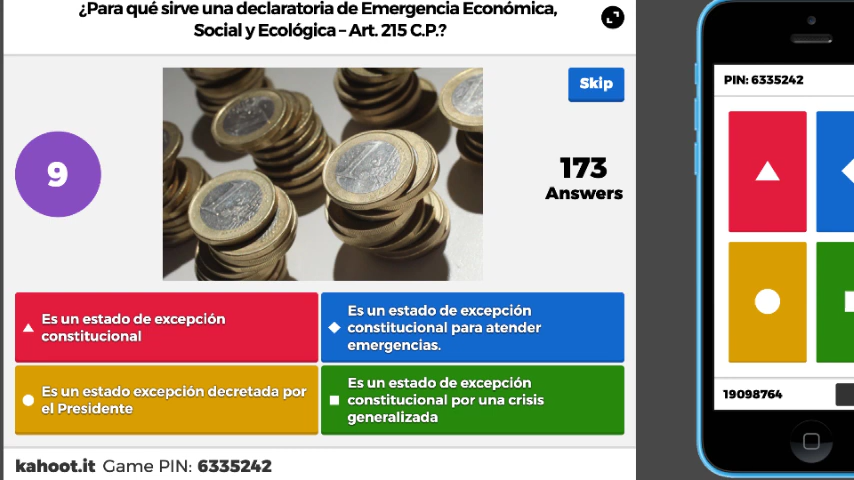 ¿Para qué sirve una declaratoria de Emergencia Económica,
Social y Ecológica – Art. 215 C.P.?
Skip
9
173
Answers
Es un estado de excepción
constitucional
Es un estado de excepción
constitucional para atender
emergencias.
Es un estado excepción decretada por
el Presidente
Es un estado de excepción
constitucional por una crisis
generalizada
kahoot.it Game PIN: 6335242
PIN: 6335242
19098764